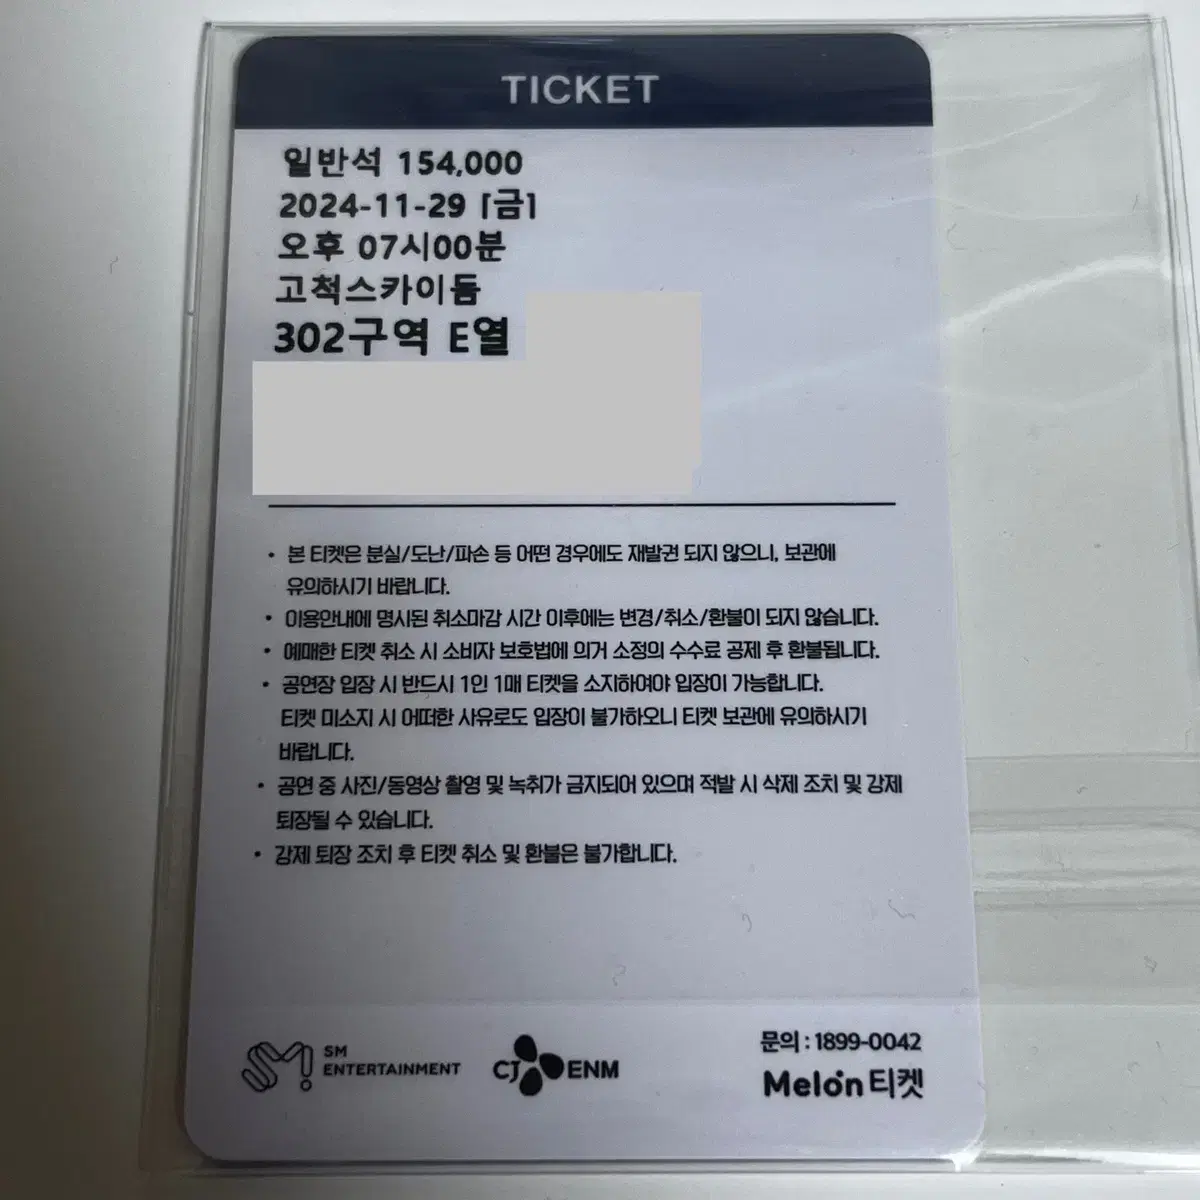 TICKET
일반석 154,000
2024-11-29 [금]
오후 07시00분
고척스카이돔
302구역 E열
• 본 티켓은 분실/도난/파손 등 어떤 경우에도 재발권 되지 않으니, 보관에
유의하시기 바랍니다.
• 이용안내에 명시된 취소마감 시간 이후에는 변경/취소/환불이 되지 않습니다.
• 예매한 티켓 취소 시 소비자 보호법에 의거 소정의 수수료 공제 후 환불됩니다.
• 공연장 입장 시 반드시 1인 1매 티켓을 소지하여야 입장이 가능합니다.
티켓 미소지 시 어떠한 사유로도 입장이 불가하오니 티켓 보관에 유의하시기
바랍니다.
• 공연 중 사진/동영상 촬영 및 녹취가 금지되어 있으며 적발 시 삭제 조치 및 강제
퇴장될 수 있습니다.
• 강제 퇴장 조치 후 티켓 취소 및 환불은 불가합니다.
SM
ENTERTAINMENT
CJ ENM
문의 : 1899-0042
Melon티켓